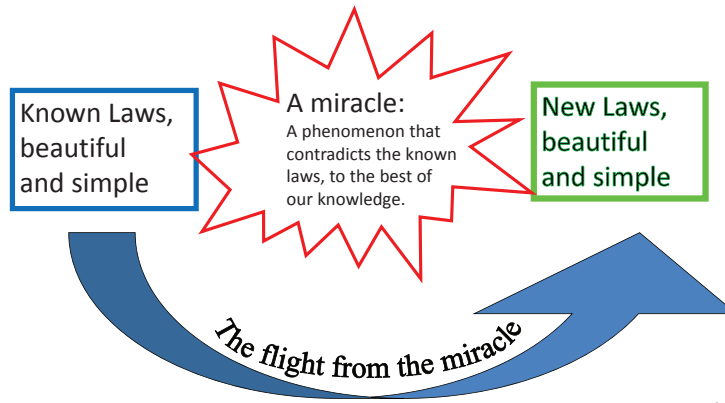 Known Laws,
beautiful
and simple
A miracle:
A phenomenon that
contradicts the known
laws, to the best of
our knowledge.
New Laws,
beautiful
and simple
The flight from the miracle